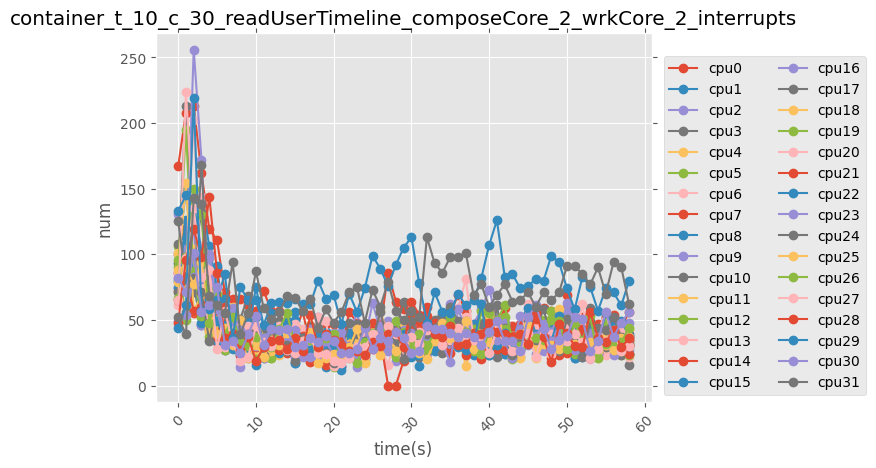 container_t_10_c_30_readUserTimeline_composeCore_2_wrkCore_2_interrupts
250
200
150
100
50
0
num
0
10
20
30
40
50
60
time(s)
cpu0
cpu1
cpu2
cpu3
cpu4
cpu5
cpu6
cpu7
cpu8
cpu9
cpu10
cpu11
cpu12
cpu13
cpu14
cpu15
cpu16
cpu17
cpu18
cpu19
cpu20
cpu21
cpu22
cpu23
cpu24
cpu25
cpu26
cpu27
cpu28
cpu29
cpu30
cpu31